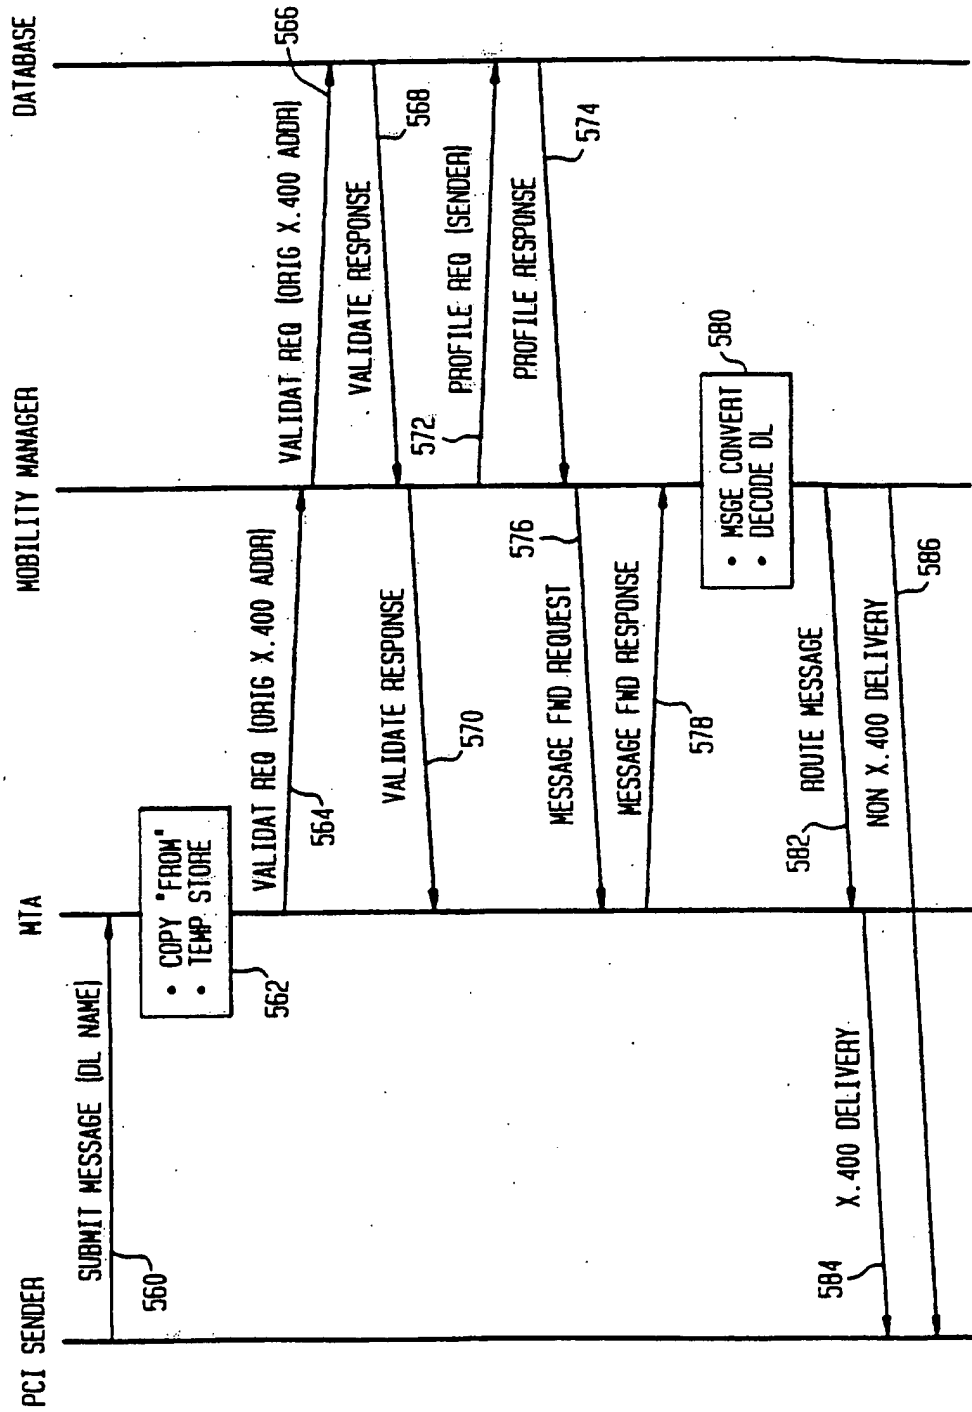 PCI SENDER
MTA
MOBILITY MANAGER
DATABASE
SUBMIT MESSAGE (DL NAME)
560
• COPY "FROM"
• TEMP STORE
562
VALIDAT REQ (ORIG X.400 ADDR)
564
VALIDAT REQ (ORIG X.400 ADDR)
566
VALIDATE RESPONSE
568
VALIDATE RESPONSE
570
572
PROFILE REQ (SENDER)
PROFILE RESPONSE
574
576
MESSAGE FWD REQUEST
MESSAGE FWD RESPONSE
578
• MSGE CONVERT
• DECODE DL
580
ROUTE MESSAGE
582
X.400 DELIVERY
584
NON X.400 DELIVERY
586